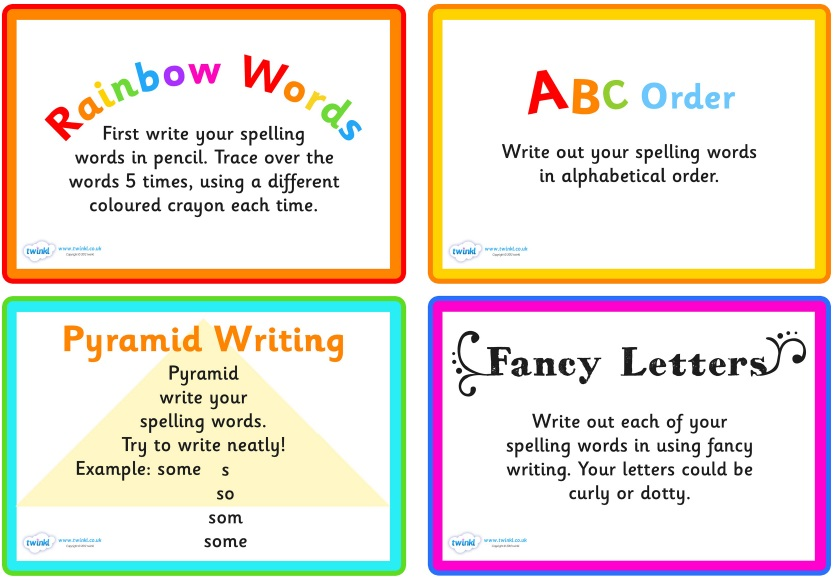 Rainbow Words
First write your spelling
words in pencil. Trace over the
words 5 times, using a different
coloured crayon each time.
twinkl www.twinkl.co.uk
ABC Order
Write out your spelling words
in alphabetical order.
twinkl www.twinkl.co.uk
Pyramid Writing
Pyramid
write your
spelling words.
Try to write neatly!
Example: some s
so
som
some
twinkl www.twinkl.co.uk
Fancy Letters
Write out each of your
spelling words in using fancy
writing. Your letters could be
curly or dotty.
twinkl www.twinkl.co.uk